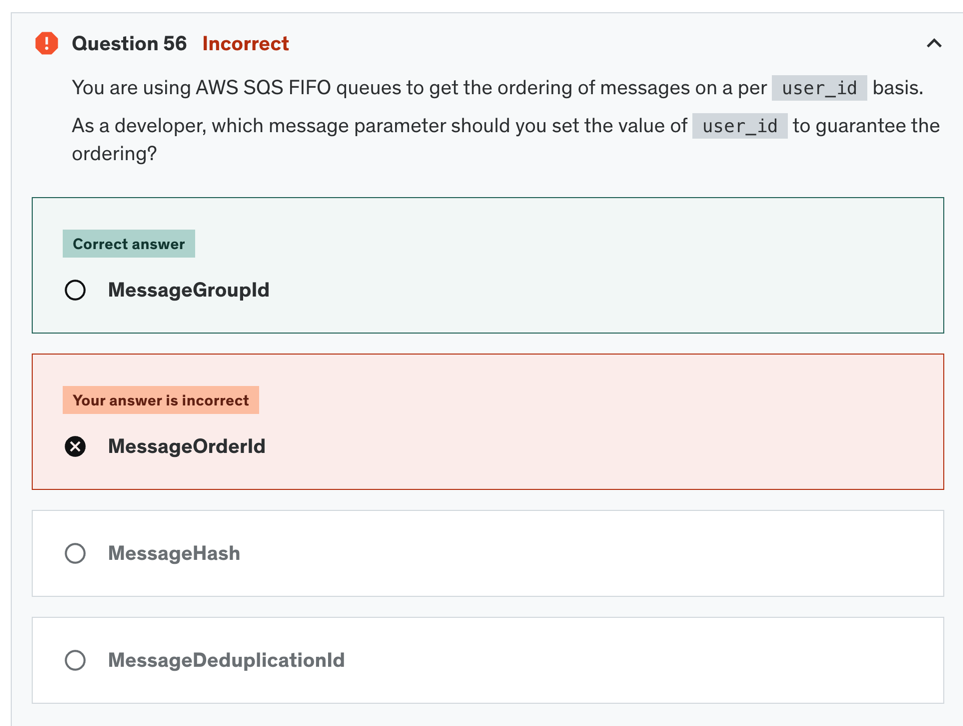 Question 56 Incorrect
You are using AWS SQS FIFO queues to get the ordering of messages on a per user_id basis.
As a developer, which message parameter should you set the value of user_id to guarantee the
ordering?
Correct answer
MessageGroupId
Your answer is incorrect
MessageOrderId
MessageHash
MessageDeduplicationId